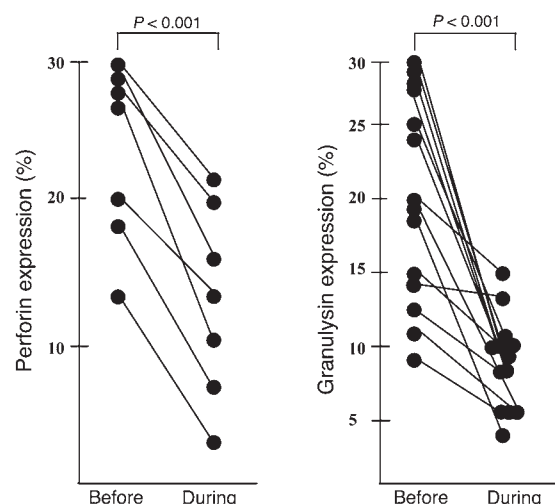 P < 0.001
30
20
10
Perforin expression (%)
Before During
P < 0.001
30
25
20
15
10
5
Granulysin expression (%)
Before During